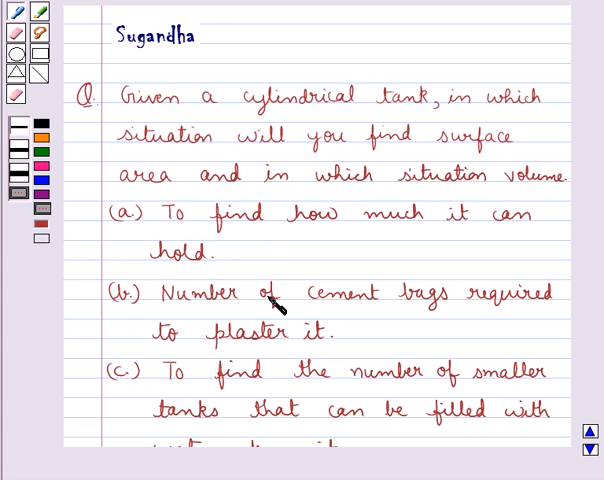 Sugandha
Q. Given a cylindrical tank, in which
situation will you find surface
area and in which situation volume.
(a.) To find how much it can
hold.
(b.) Number of cement bags required
to plaster it.
(c.) To find the number of smaller
tanks that can be filled with